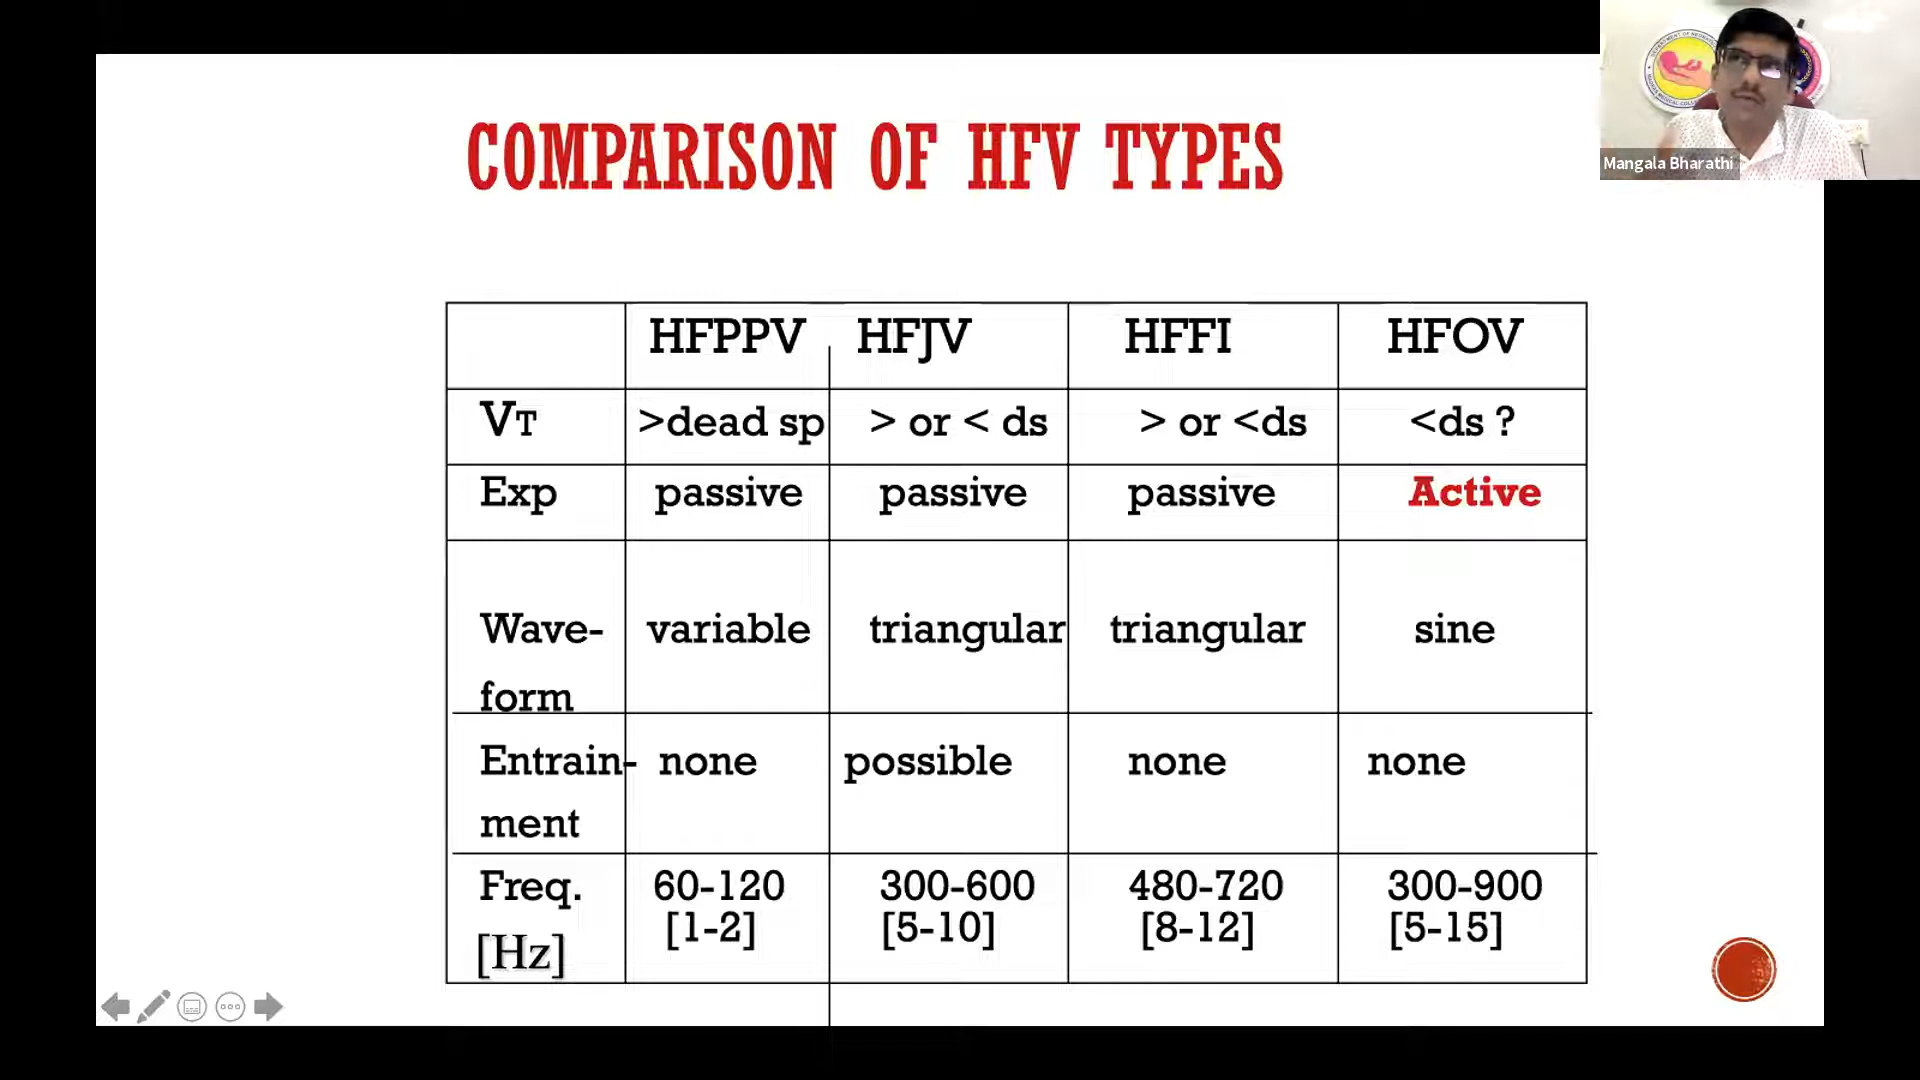 COMPARISON OF HFV TYPES
Mangala Bharathi
HFPPV HFJV HFFI HFOV
VT >dead sp > or < ds > or <ds <ds ?
Exp passive passive passive Active
Wave- variable triangular triangular sine
form
Entrain- none possible none none
ment
Freq. 60-120 300-600 480-720 300-900
[Hz] [1-2] [5-10] [8-12] [5-15]